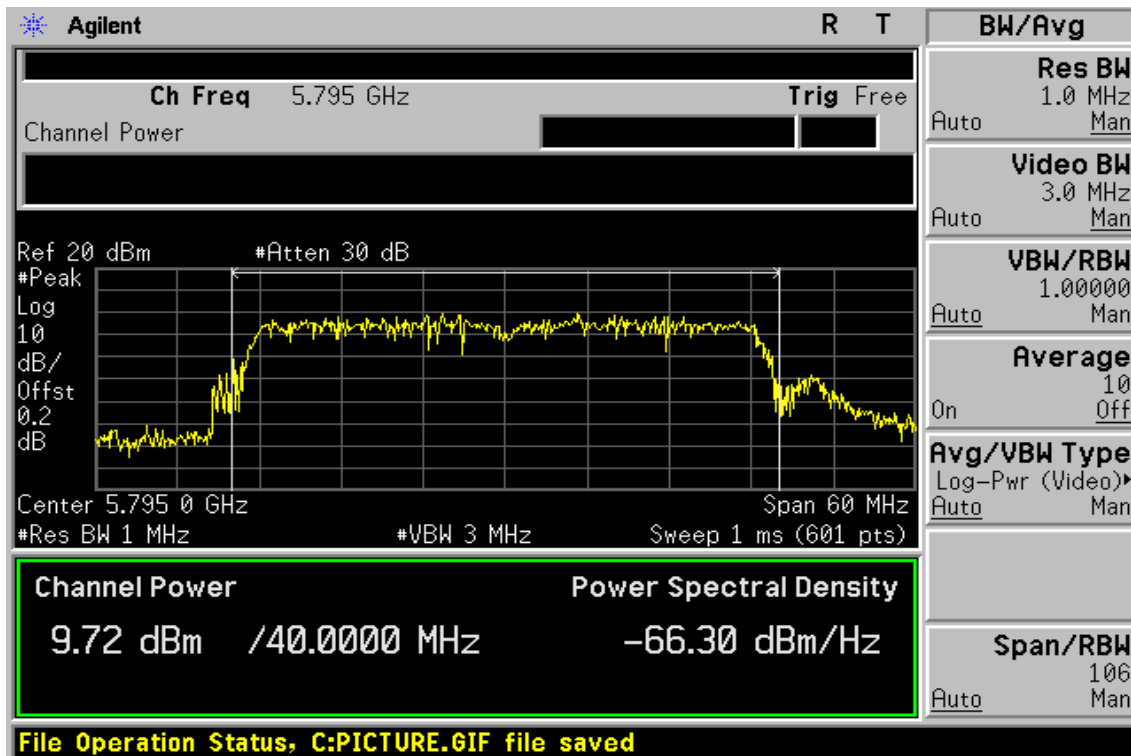 Agilent R T
Ch Freq 5.795 GHz Trig Free
Channel Power
Ref 20 dBm #Atten 30 dB
#Peak
Log
10
dB/
Offst
0.2
dB
Center 5.795 0 GHz Span 60 MHz
#Res BW 1 MHz #VBW 3 MHz Sweep 1 ms (601 pts)
Channel Power Power Spectral Density
9.72 dBm /40.0000 MHz -66.30 dBm/Hz
File Operation Status, C:PICTURE.GIF file saved
BW/Avg
Res BW
1.0 MHz
Auto Man
Video BW
3.0 MHz
Auto Man
VBW/RBW
1.00000
Auto Man
Average
10
On Off
Avg/VBW Type
Log-Pwr (Video)
Auto Man
Span/RBW
106
Auto Man